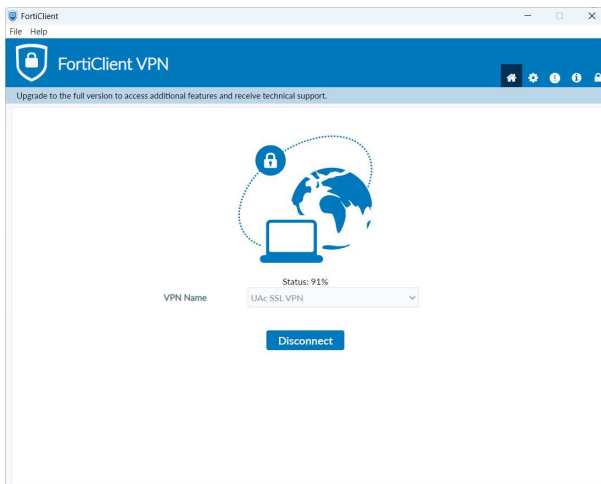 FortiClient
File Help
FortiClient VPN
Upgrade to the full version to access additional features and receive technical support.
Status: 91%
VPN Name
UAc SSL VPN
Disconnect